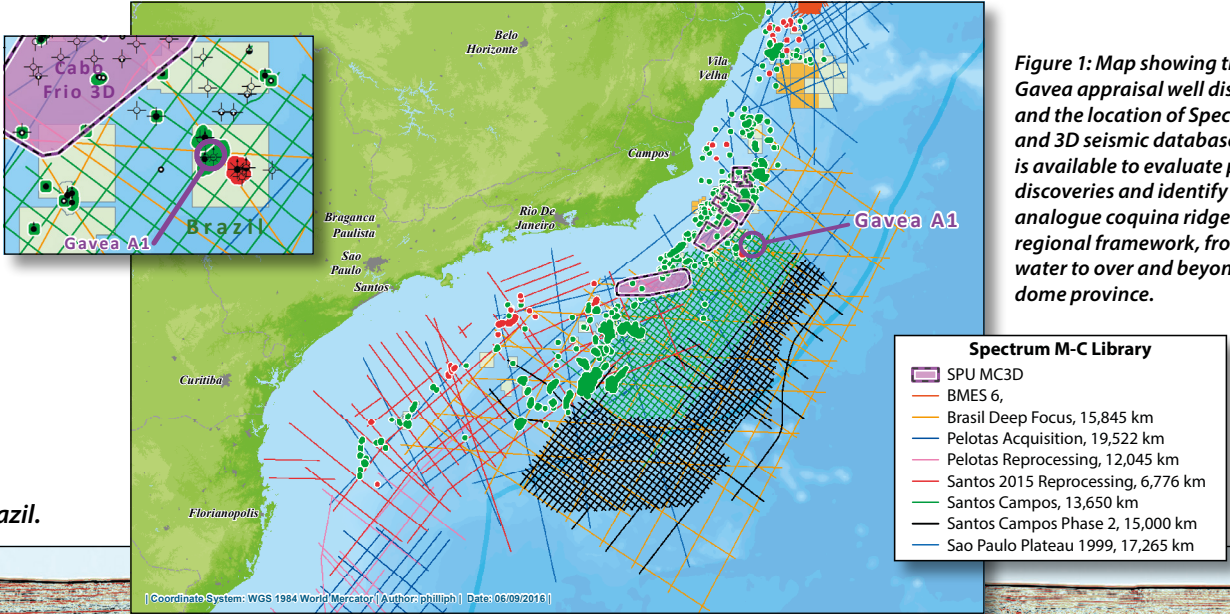 Belo
Horizonte
Vila
Velha
Cabo
Frio 3D
Brazil
Gavea A1
Campos
Rio De
Janeiro
Braganca
Paulista
Sao
Paulo
Santos
Gavea A1
Curitiba
Florianopolis
| Coordinate System: WGS 1984 World Mercator | Author: philliph | Date: 06/09/2016 |
Figure 1: Map showing th
Gavea appraisal well dis
and the location of Spec
and 3D seismic database
is available to evaluate p
discoveries and identify
analogue coquina ridge
regional framework, fro
water to over and beyon
dome province.
Spectrum M-C Library
SPU MC3D
BMES 6,
Brasil Deep Focus, 15,845 km
Pelotas Acquisition, 19,522 km
Pelotas Reprocessing, 12,045 km
Santos 2015 Reprocessing, 6,776 km
Santos Campos, 13,650 km
Santos Campos Phase 2, 15,000 km
Sao Paulo Plateau 1999, 17,265 km
azil.